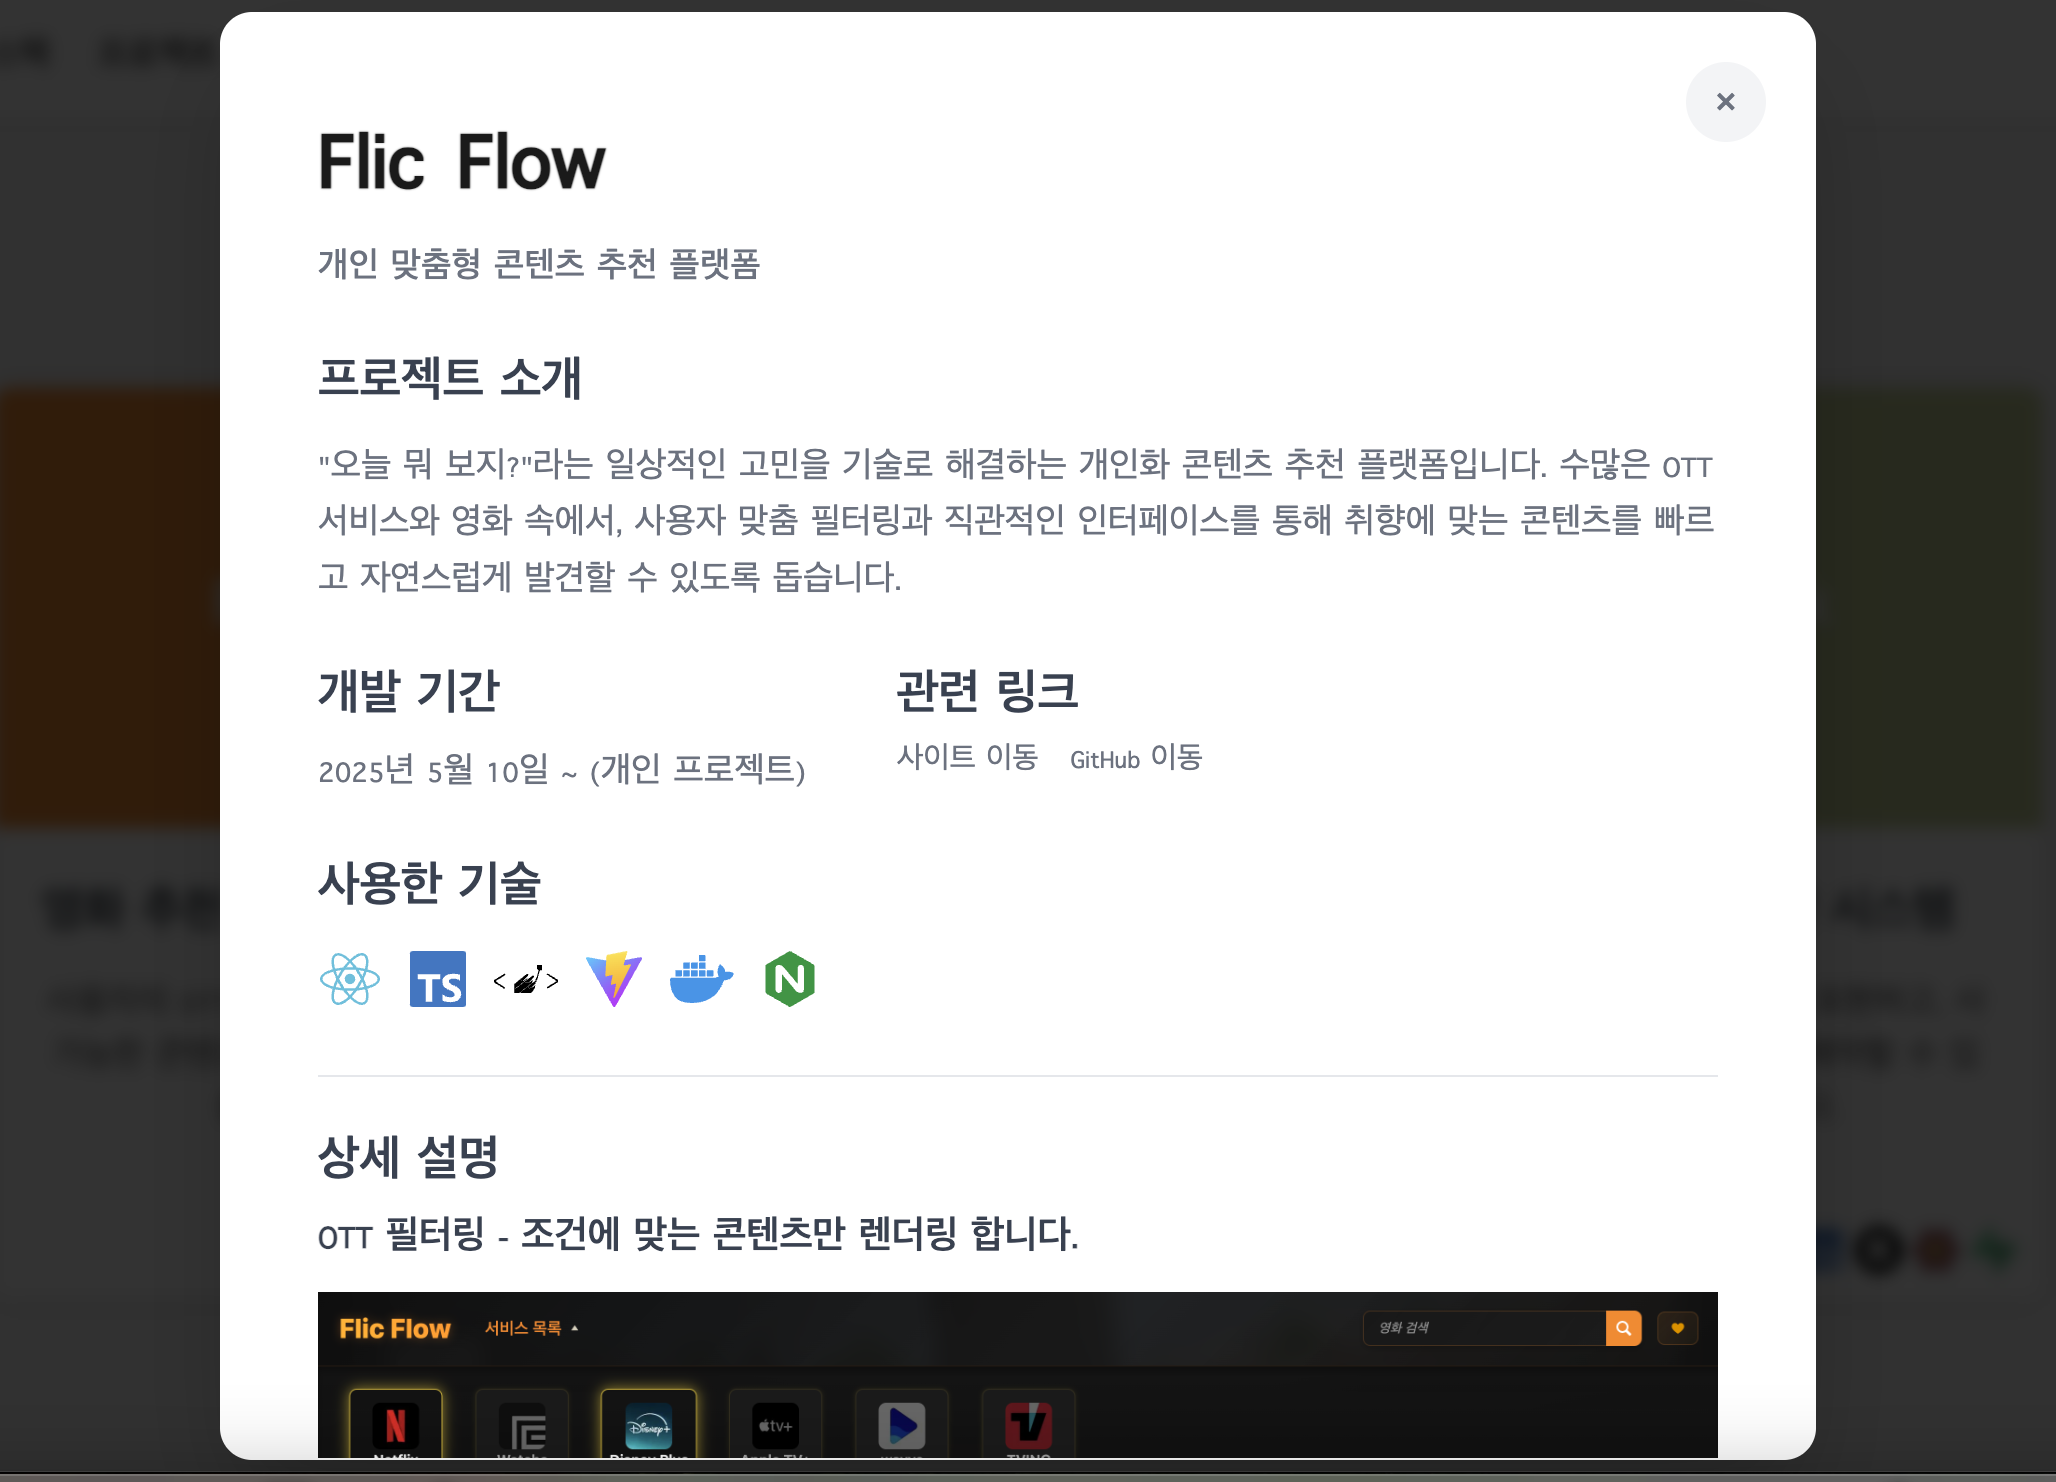 ×
Flic Flow
개인 맞춤형 콘텐츠 추천 플랫폼
프로젝트 소개
"오늘 뭐 보지?"라는 일상적인 고민을 기술로 해결하는 개인화 콘텐츠 추천 플랫폼입니다. 수많은 OTT
서비스와 영화 속에서, 사용자 맞춤 필터링과 직관적인 인터페이스를 통해 취향에 맞는 콘텐츠를 빠르
고 자연스럽게 발견할 수 있도록 돕습니다.
개발 기간
2025년 5월 10일 ~ (개인 프로젝트)
관련 링크
사이트 이동 GitHub 이동
사용한 기술
TS
N
상세 설명
OTT 필터링 - 조건에 맞는 콘텐츠만 렌더링 합니다.
Flic Flow 서비스 목록 영화 검색
N Disney+ tv+
Netflix Disney Plus Apple TV+ TVING
시스템